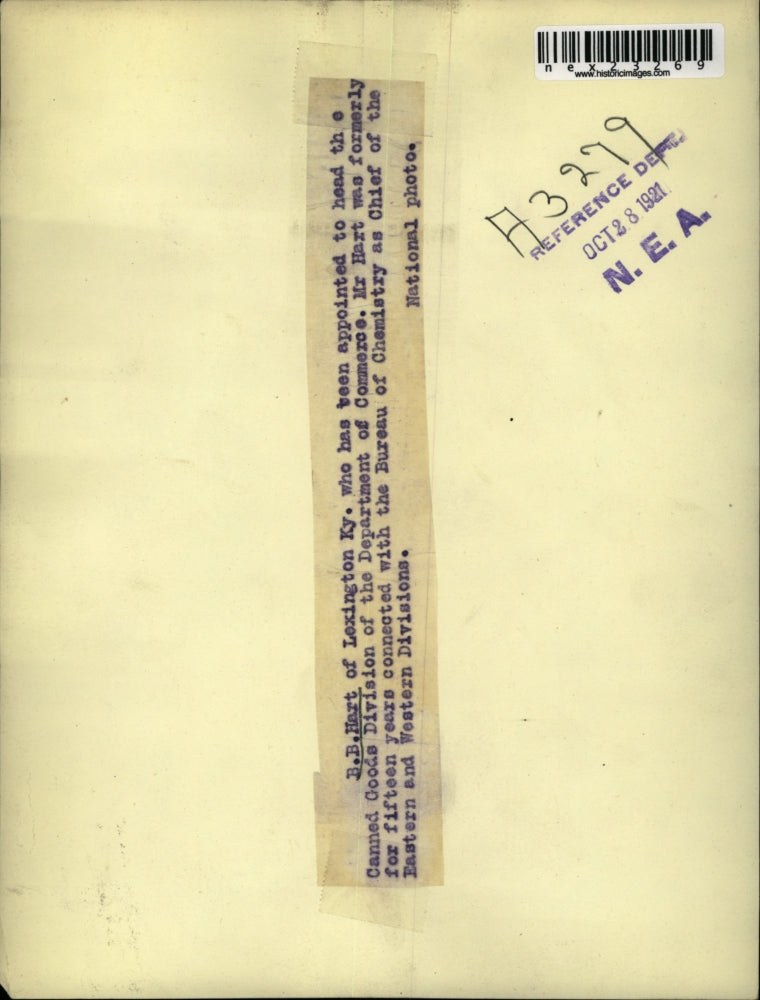 nex23269
www.historicimages.com
A3279
REFERENCE DEPT.
OCT 28 1921
N. E. A.
B.B.Hart of Lexington Ky. who has been appointed to head th e
Canned Goods Division of the Department of Commerce. Mr Hart was formerly
for fifteen years connected with the Bureau of Chemistry as Chief of the
Eastern and Western Divisions.
National photo.